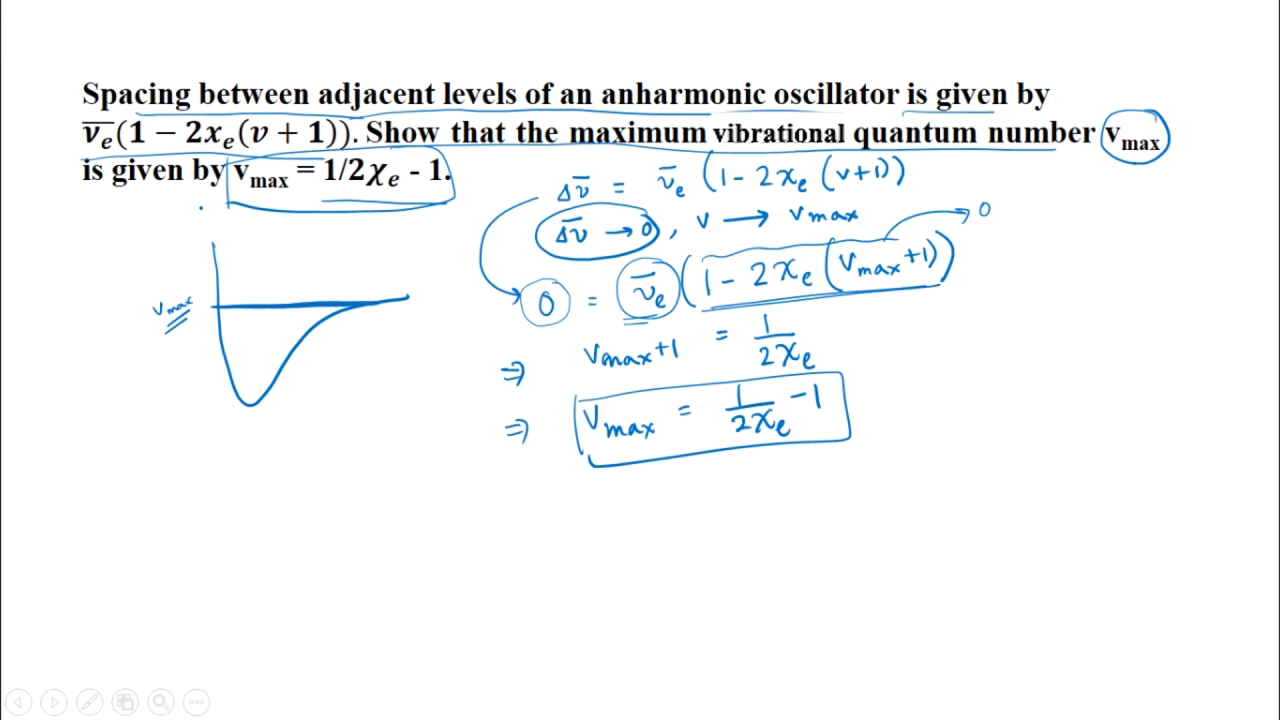 Spacing between adjacent levels of an anharmonic oscillator is given by
ν̅ₑ(1 − 2xₑ(v + 1)). Show that the maximum vibrational quantum number vmax
is given by vmax = 1/2χe - 1.
Δν̅ = ν̅e (1 - 2xe (v+1))
Δν̅ → 0, v → vmax
0
0 = ν̅e (1 - 2xe (vmax+1))
vmax
⇒ vmax+1 = 1/2xe
⇒ vmax = 1/2xe - 1